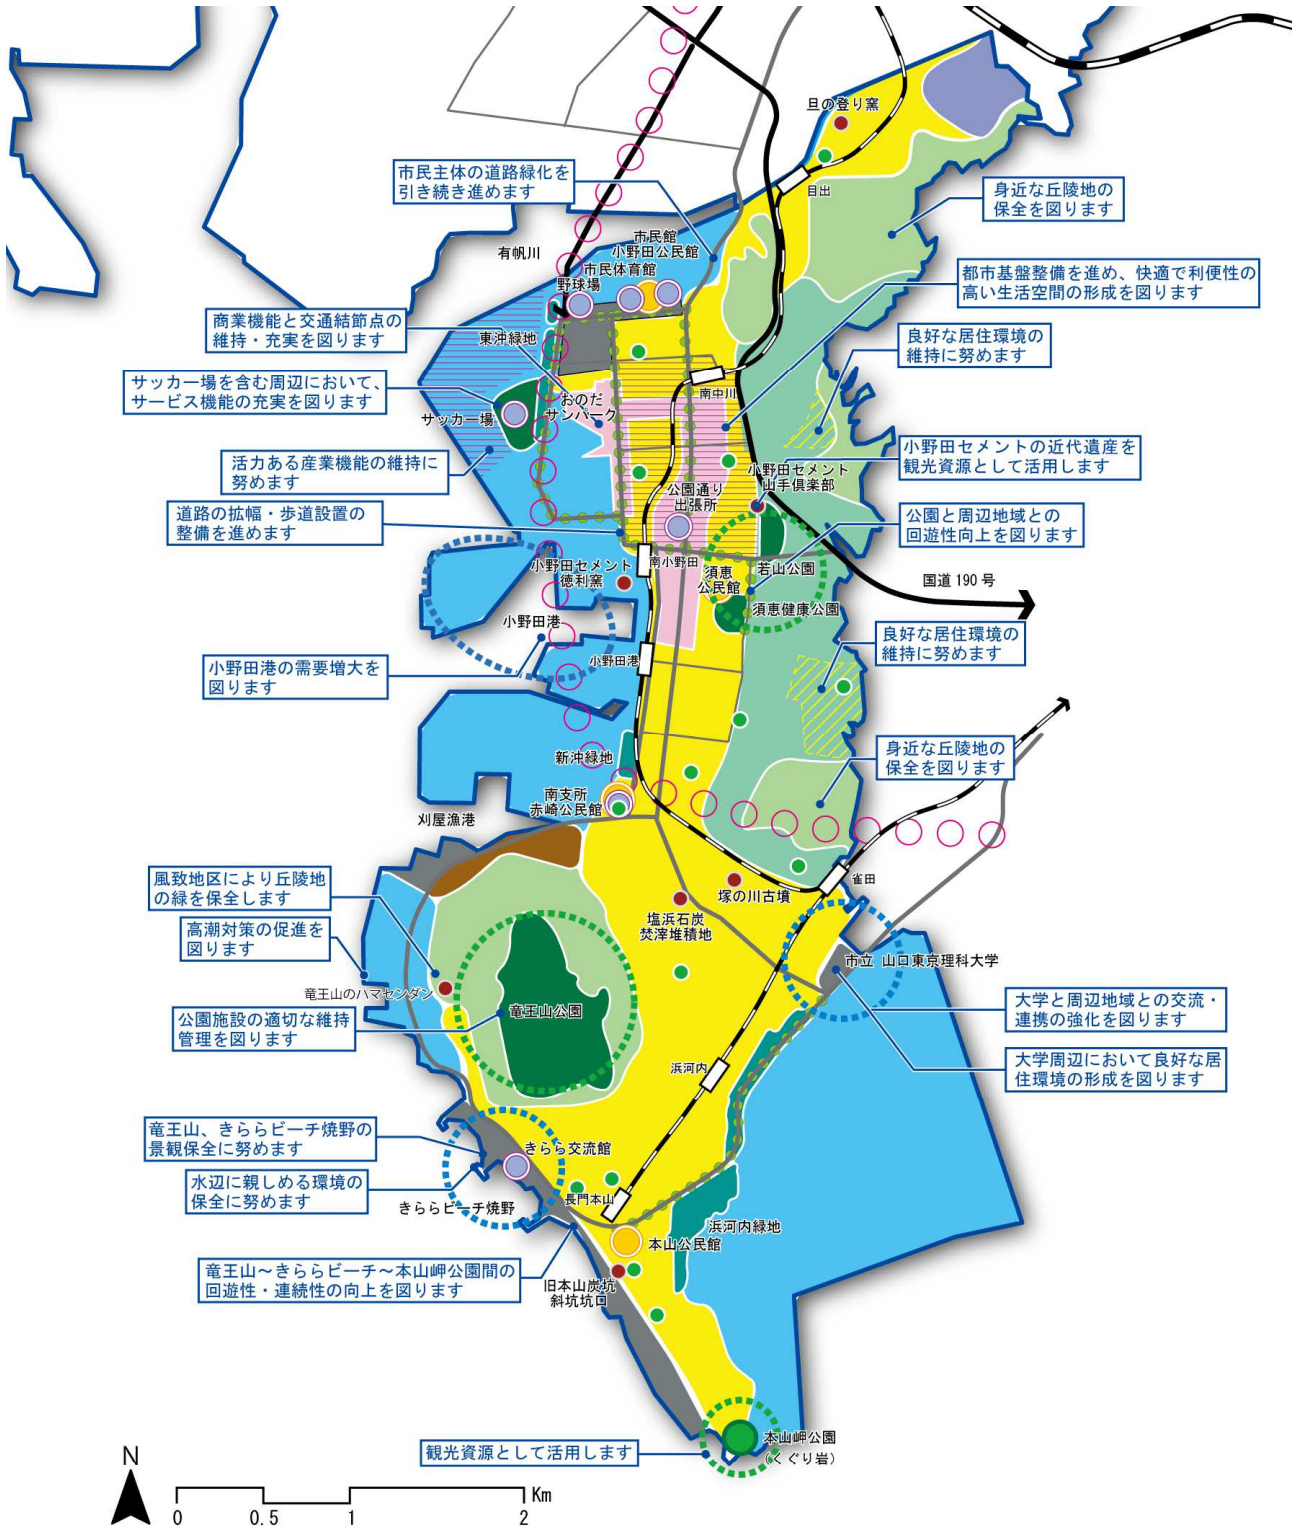 旦の登り窯
目出
市民主体の道路緑化を
引き続き進めます
身近な丘陵地の
保全を図ります
有帆川
市民館
小野田公民館
市民体育館
野球場
都市基盤整備を進め、快適で利便性の
高い生活空間の形成を図ります
商業機能と交通結節点の
維持・充実を図ります
東沖緑地
良好な居住環境の
維持に努めます
サッカー場を含む周辺において、
サービス機能の充実を図ります
南中川
おのだ
サンパーク
サッカー場
小野田セメントの近代遺産を
観光資源として活用します
活力ある産業機能の維持に
努めます
小野田セメント
山手倶楽部
公園通り
出張所
道路の拡幅・歩道設置の
整備を進めます
公園と周辺地域との
回遊性向上を図ります
南小野田
小野田セメント
徳利窯
須恵
公民館
若山公園
国道190号
須恵健康公園
小野田港
良好な居住環境の
維持に努めます
小野田港
小野田港の需要増大を
図ります
身近な丘陵地の
保全を図ります
新沖緑地
南支所
赤崎公民館
刈屋漁港
風致地区により丘陵地
の緑を保全します
雀田
塚の川古墳
塩浜石炭
焚滓堆積地
高潮対策の促進を
図ります
市立 山口東京理科大学
竜王山のハマセンダン
大学と周辺地域との交流・
連携の強化を図ります
公園施設の適切な維持
管理を図ります
竜王山公園
浜河内
大学周辺において良好な居
住環境の形成を図ります
竜王山、きららビーチ焼野の
景観保全に努めます
きらら交流館
水辺に親しめる環境の
保全に努めます
きららビーチ焼野
長門本山
浜河内緑地
本山公民館
竜王山～きららビーチ～本山岬公園間の
回遊性・連続性の向上を図ります
旧本山炭坑
斜坑坑口
観光資源として活用します
本山岬公園
(くぐり岩)
N
Km
0 0.5 1 2